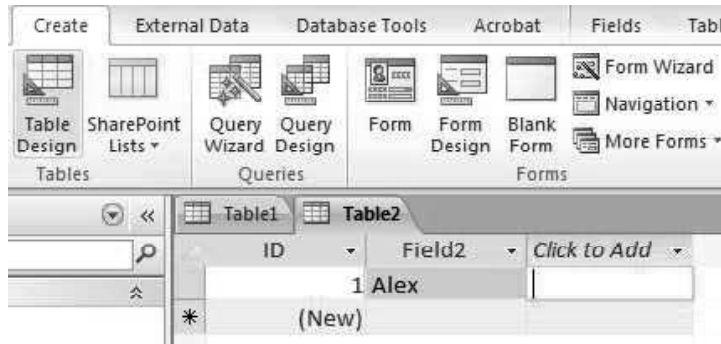 Create External Data Database Tools Acrobat Fields
Form Wizard
Navigation
More Forms
Table Design
SharePoint Lists
Query Wizard
Query Design
Form
Form Design
Blank Form
Tables Queries Forms
Table1 Table2
ID Field2 Click to Add
1 Alex
(New)